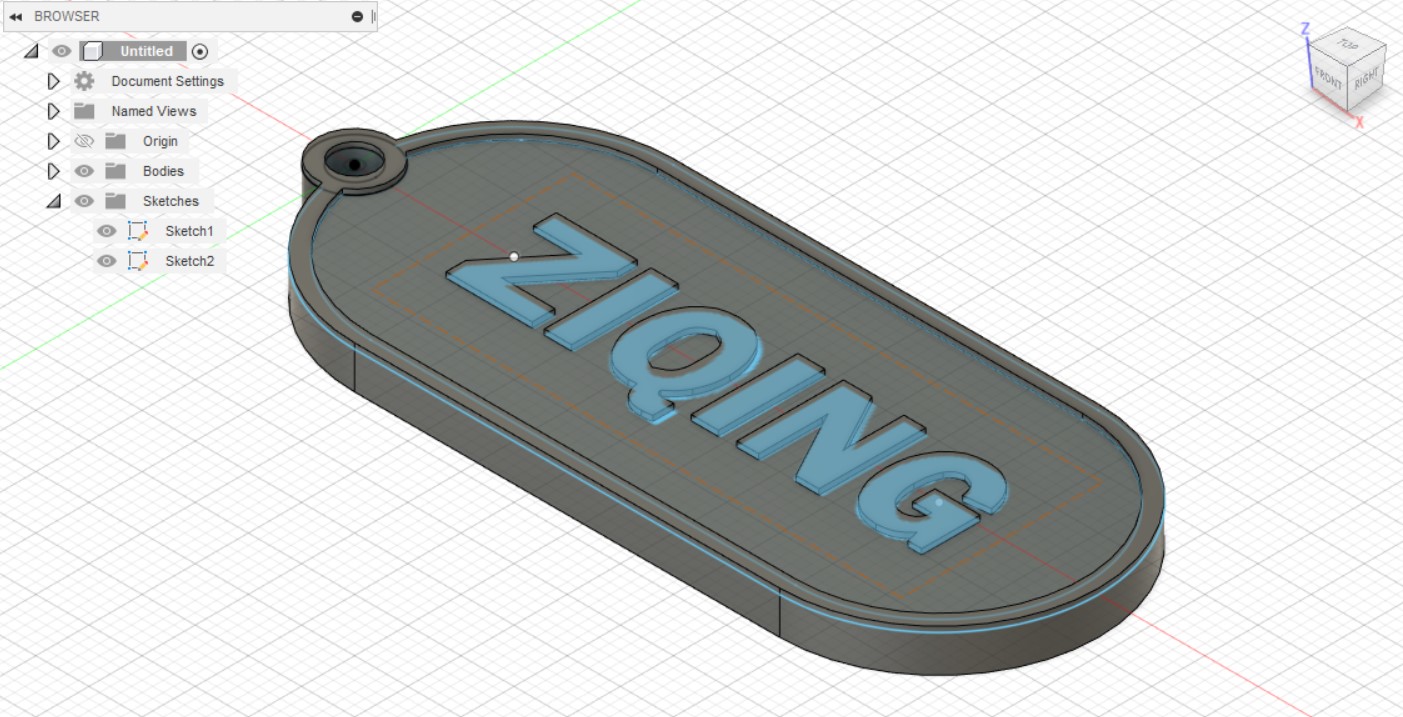 BROWSER
Untitled
Document Settings
Named Views
Origin
Bodies
Sketches
Sketch1
Sketch2
Z
TOP
FRONT
RIGHT
X
ZIQING